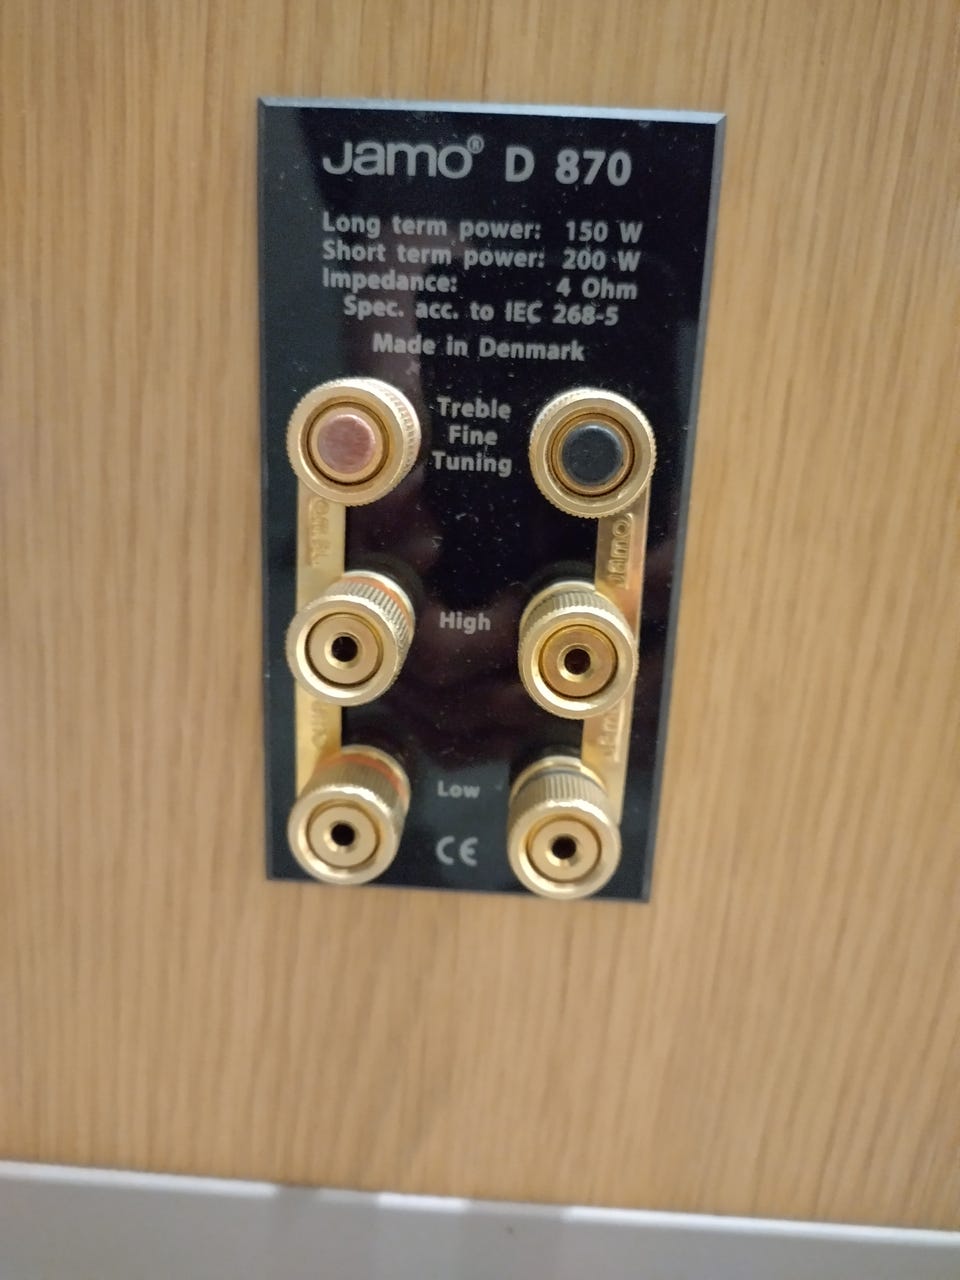 Jamo® D 870
Long term power: 150 W
Short term power: 200 W
Impedance: 4 Ohm
Spec. acc. to IEC 268-5
Made in Denmark
Treble
Fine
Tuning
Jamo
High
Low
CE